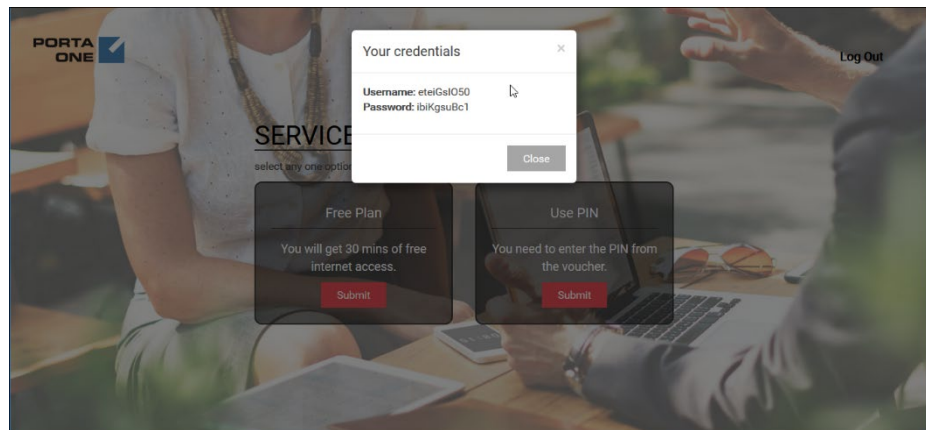 PORTA
ONE
Log Out
Your credentials
×
Username: eteiGsIO50
Password: ibiKgsuBc1
Close
SERVICE
select any one option
Free Plan
You will get 30 mins of free
internet access.
Submit
Use PIN
You need to enter the PIN from
the voucher.
Submit